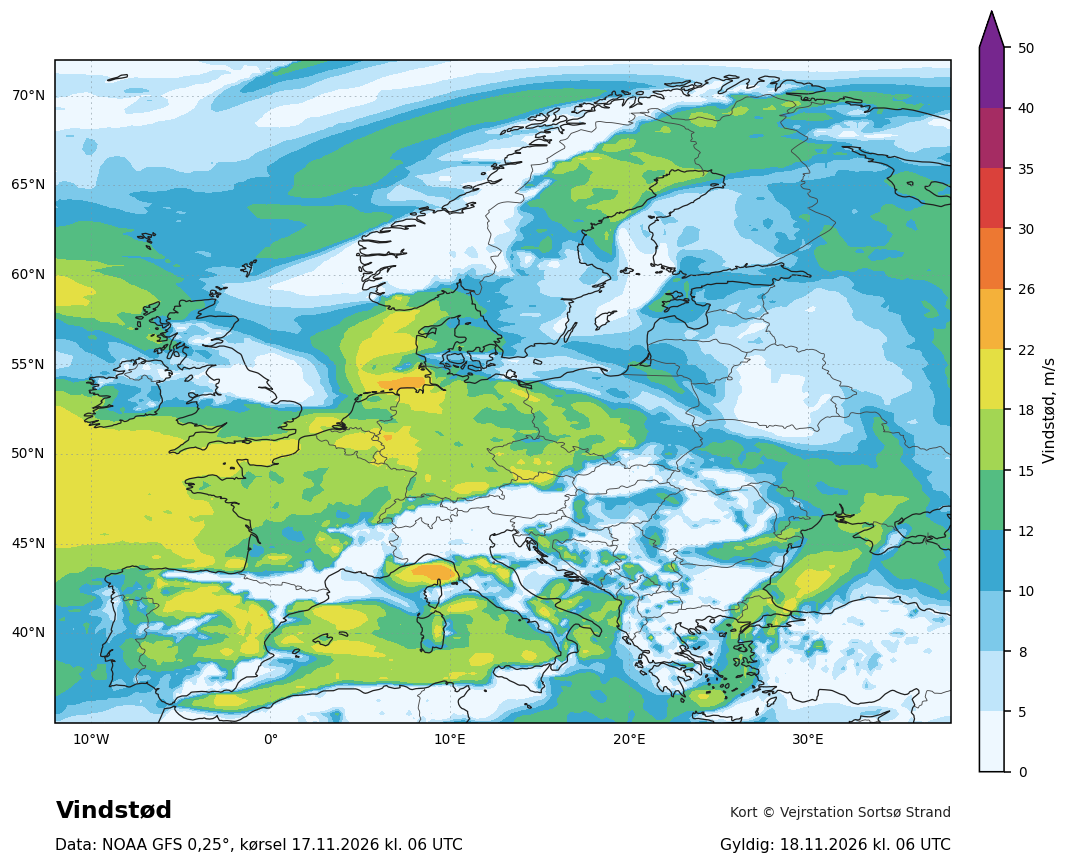 50
40
35
30
26
22
18
15
12
10
8
5
0
Vindstød, m/s
70°N
65°N
60°N
55°N
50°N
45°N
40°N
10°W
0°
10°E
20°E
30°E
Vindstød
Kort © Vejrstation Sortsø Strand
Data: NOAA GFS 0,25°, kørsel 17.11.2026 kl. 06 UTC
Gyldig: 18.11.2026 kl. 06 UTC